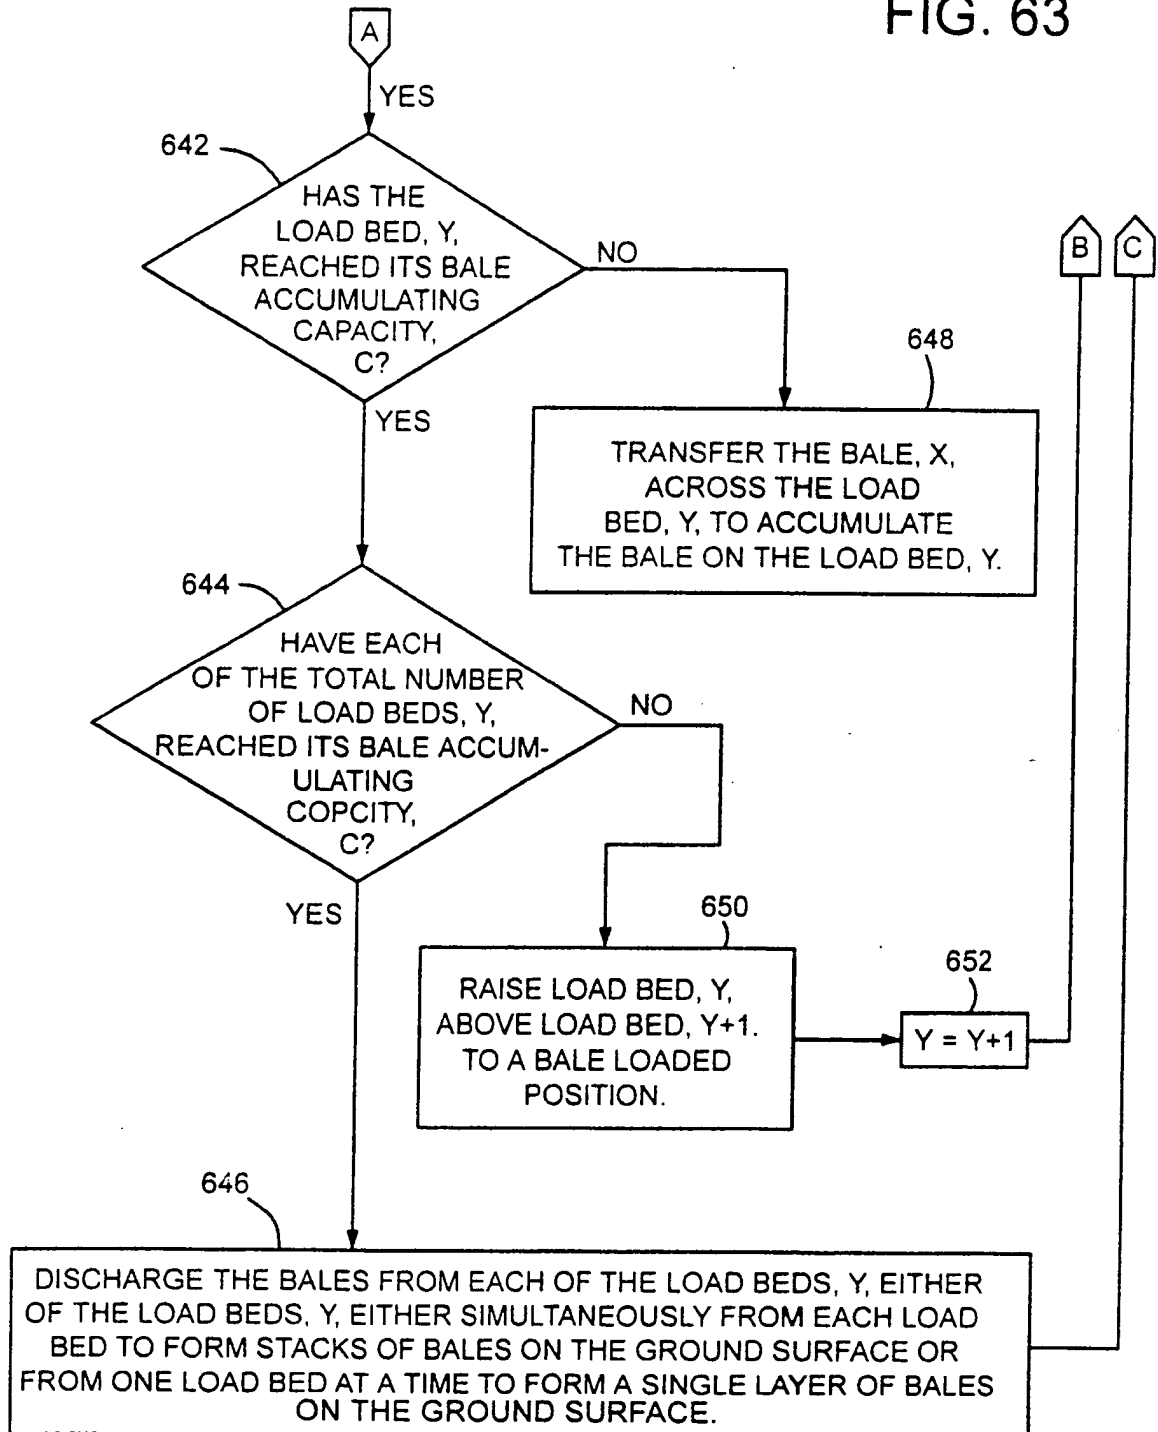 FIG. 63
A
YES
642
HAS THE
LOAD BED, Y,
REACHED ITS BALE
ACCUMULATING
CAPACITY,
C?
NO
B
C
648
YES
TRANSFER THE BALE, X,
ACROSS THE LOAD
BED, Y, TO ACCUMULATE
THE BALE ON THE LOAD BED, Y.
644
HAVE EACH
OF THE TOTAL NUMBER
OF LOAD BEDS, Y,
REACHED ITS BALE ACCUM-
ULATING
COPCITY,
C?
NO
YES
650
RAISE LOAD BED, Y,
ABOVE LOAD BED, Y+1.
TO A BALE LOADED
POSITION.
652
Y = Y+1
646
DISCHARGE THE BALES FROM EACH OF THE LOAD BEDS, Y, EITHER
OF THE LOAD BEDS, Y, EITHER SIMULTANEOUSLY FROM EACH LOAD
BED TO FORM STACKS OF BALES ON THE GROUND SURFACE OR
FROM ONE LOAD BED AT A TIME TO FORM A SINGLE LAYER OF BALES
ON THE GROUND SURFACE.